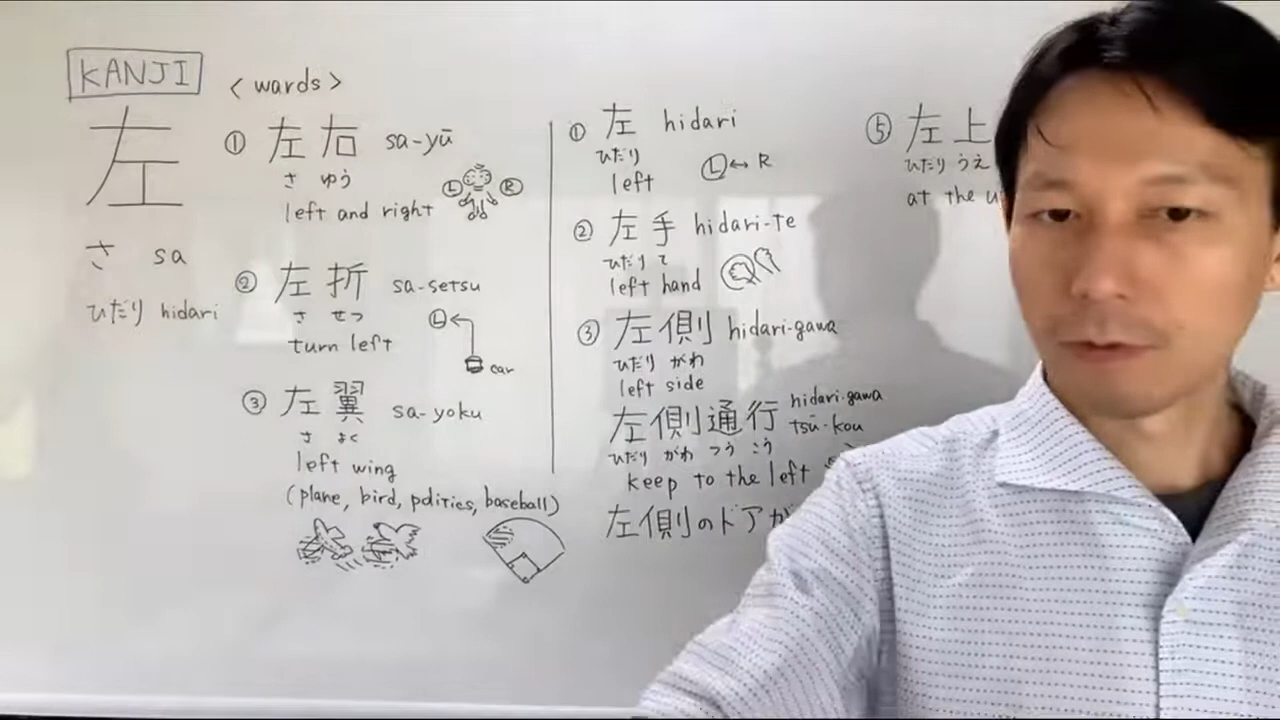 KANJI
左
さ sa
ひだり hidari
< wards >
① 左右 sa-yū
さ ゆう
left and right
L R
② 左折 sa-setsu
さ せつ
turn left
L
car
③ 左翼 sa-yoku
さ よく
left wing
(plane, bird, politics, baseball)
① 左 hidari
ひだり
left
L ↔ R
② 左手 hidari-te
ひだり て
left hand
③ 左側 hidari-gawa
ひだり がわ
left side
左側通行 hidari-gawa
tsū-kou
ひだり がわ つう こう
keep to the left
左側のドアが
⑤ 左上
ひだり うえ
at the